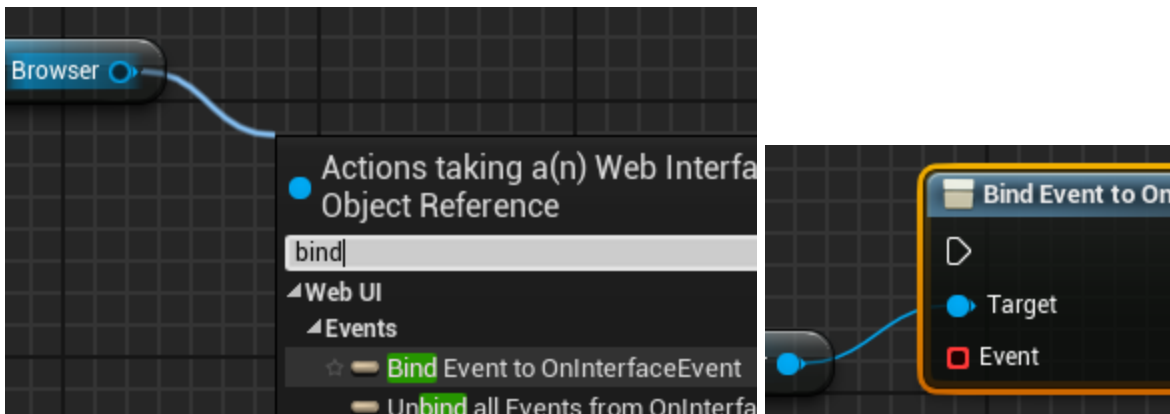 Browser
Actions taking a(n) Web Interfa
Object Reference
bind
Web UI
Events
Bind Event to OnInterfaceEvent
Unbind all Events from OnInterfa
Bind Event to On
Target
Event